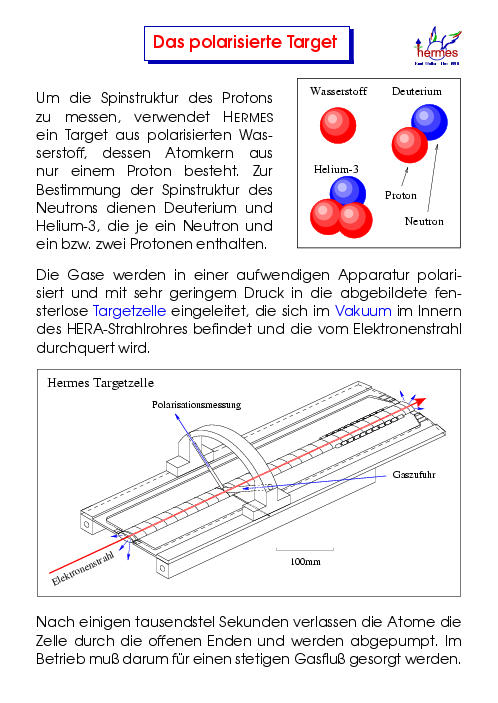 Das polarisierte Target
hermes
Um die Spinstruktur des Protons
zu messen, verwendet HERMES
ein Target aus polarisierten Was-
serstoff, dessen Atomkern aus
nur einem Proton besteht. Zur
Bestimmung der Spinstruktur des
Neutrons dienen Deuterium und
Helium-3, die je ein Neutron und
ein bzw. zwei Protonen enthalten.
Wasserstoff
Deuterium
Helium-3
Proton
Neutron
Die Gase werden in einer aufwendigen Apparatur polari-
siert und mit sehr geringem Druck in die abgebildete fen-
sterlose Targetzelle eingeleitet, die sich im Vakuum im Innern
des HERA-Strahlrohres befindet und die vom Elektronenstrahl
durchquert wird.
Hermes Targetzelle
Polarisationsmessung
Gaszufuhr
100mm
Elektronenstrahl
Nach einigen tausendstel Sekunden verlassen die Atome die
Zelle durch die offenen Enden und werden abgepumpt. Im
Betrieb muß darum für einen stetigen Gasfluß gesorgt werden.